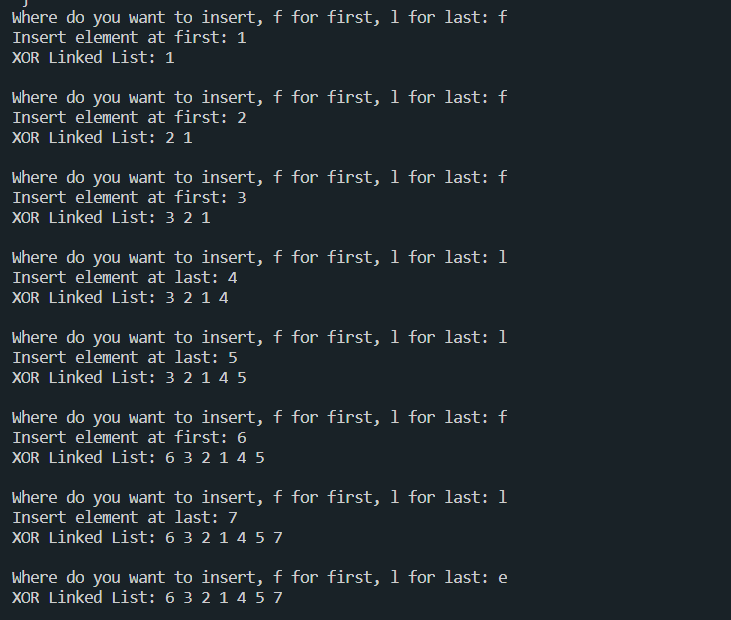 Where do you want to insert, f for first, l for last: f
Insert element at first: 1
XOR Linked List: 1
Where do you want to insert, f for first, l for last: f
Insert element at first: 2
XOR Linked List: 2 1
Where do you want to insert, f for first, l for last: f
Insert element at first: 3
XOR Linked List: 3 2 1
Where do you want to insert, f for first, l for last: l
Insert element at last: 4
XOR Linked List: 3 2 1 4
Where do you want to insert, f for first, l for last: l
Insert element at last: 5
XOR Linked List: 3 2 1 4 5
Where do you want to insert, f for first, l for last: f
Insert element at first: 6
XOR Linked List: 6 3 2 1 4 5
Where do you want to insert, f for first, l for last: l
Insert element at last: 7
XOR Linked List: 6 3 2 1 4 5 7
Where do you want to insert, f for first, l for last: e
XOR Linked List: 6 3 2 1 4 5 7